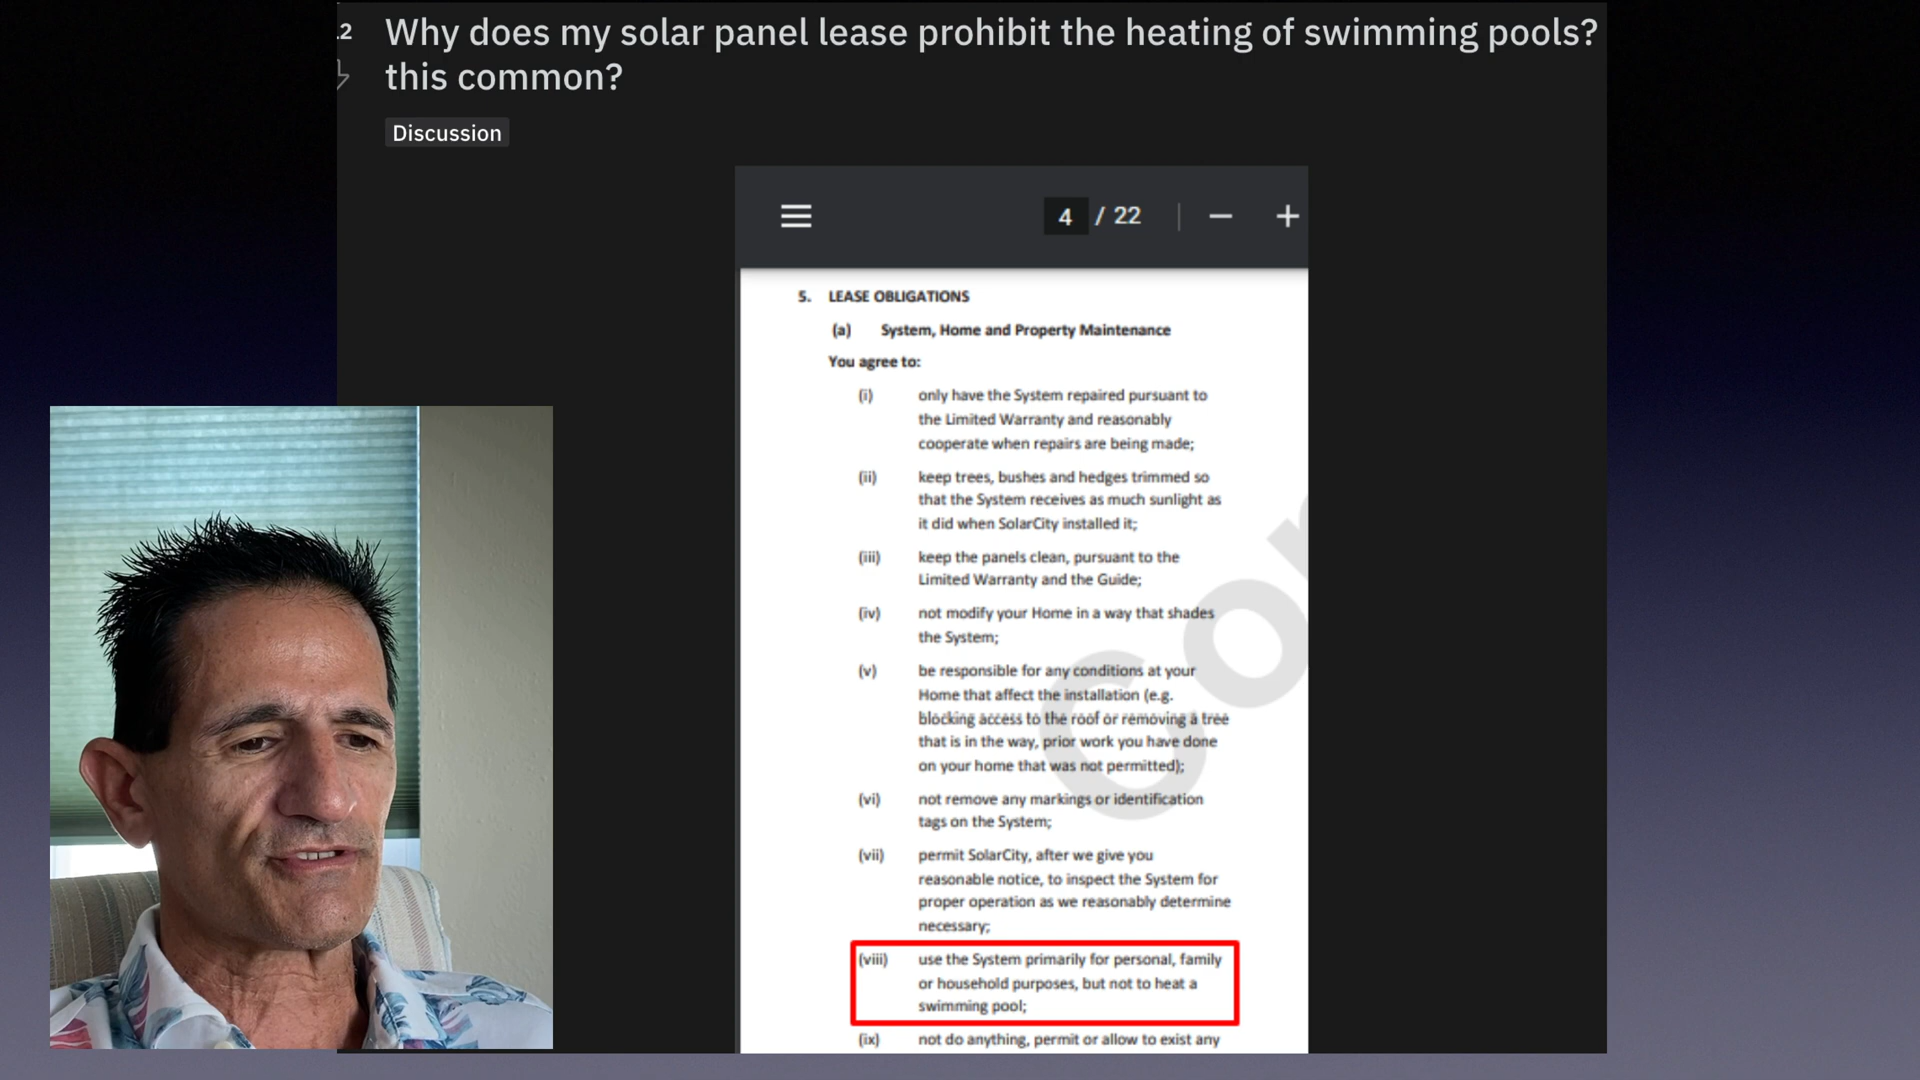 .2
Why does my solar panel lease prohibit the heating of swimming pools?
this common?
Discussion
4 / 22
5. LEASE OBLIGATIONS
(a) System, Home and Property Maintenance
You agree to:
(i) only have the System repaired pursuant to
the Limited Warranty and reasonably
cooperate when repairs are being made;
(ii) keep trees, bushes and hedges trimmed so
that the System receives as much sunlight as
it did when SolarCity installed it;
(iii) keep the panels clean, pursuant to the
Limited Warranty and the Guide;
(iv) not modify your Home in a way that shades
the System;
(v) be responsible for any conditions at your
Home that affect the installation (e.g.
blocking access to the roof or removing a tree
that is in the way, prior work you have done
on your home that was not permitted);
(vi) not remove any markings or identification
tags on the System;
(vii) permit SolarCity, after we give you
reasonable notice, to inspect the System for
proper operation as we reasonably determine
necessary;
(viii) use the System primarily for personal, family
or household purposes, but not to heat a
swimming pool;
(ix) not do anything, permit or allow to exist any